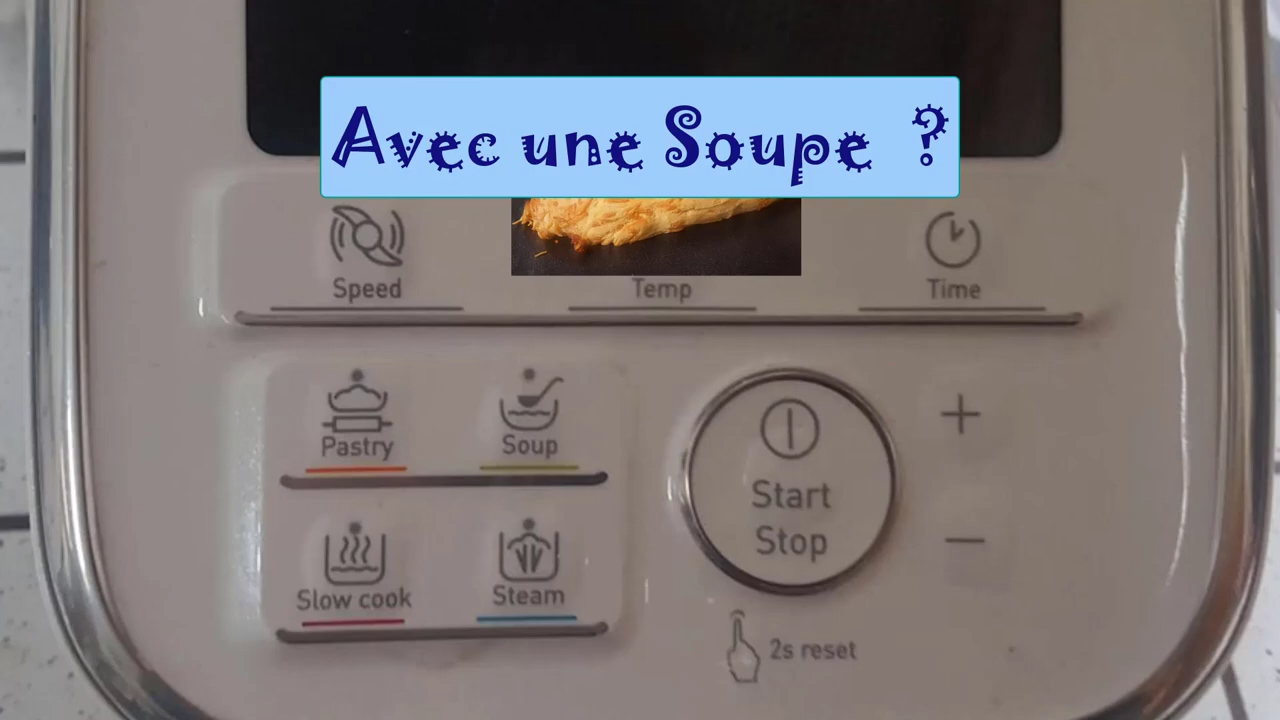 Avec une Soupe ?
Speed
Temp
Time
Pastry
Soup
Start
Stop
Slow cook
Steam
2s reset